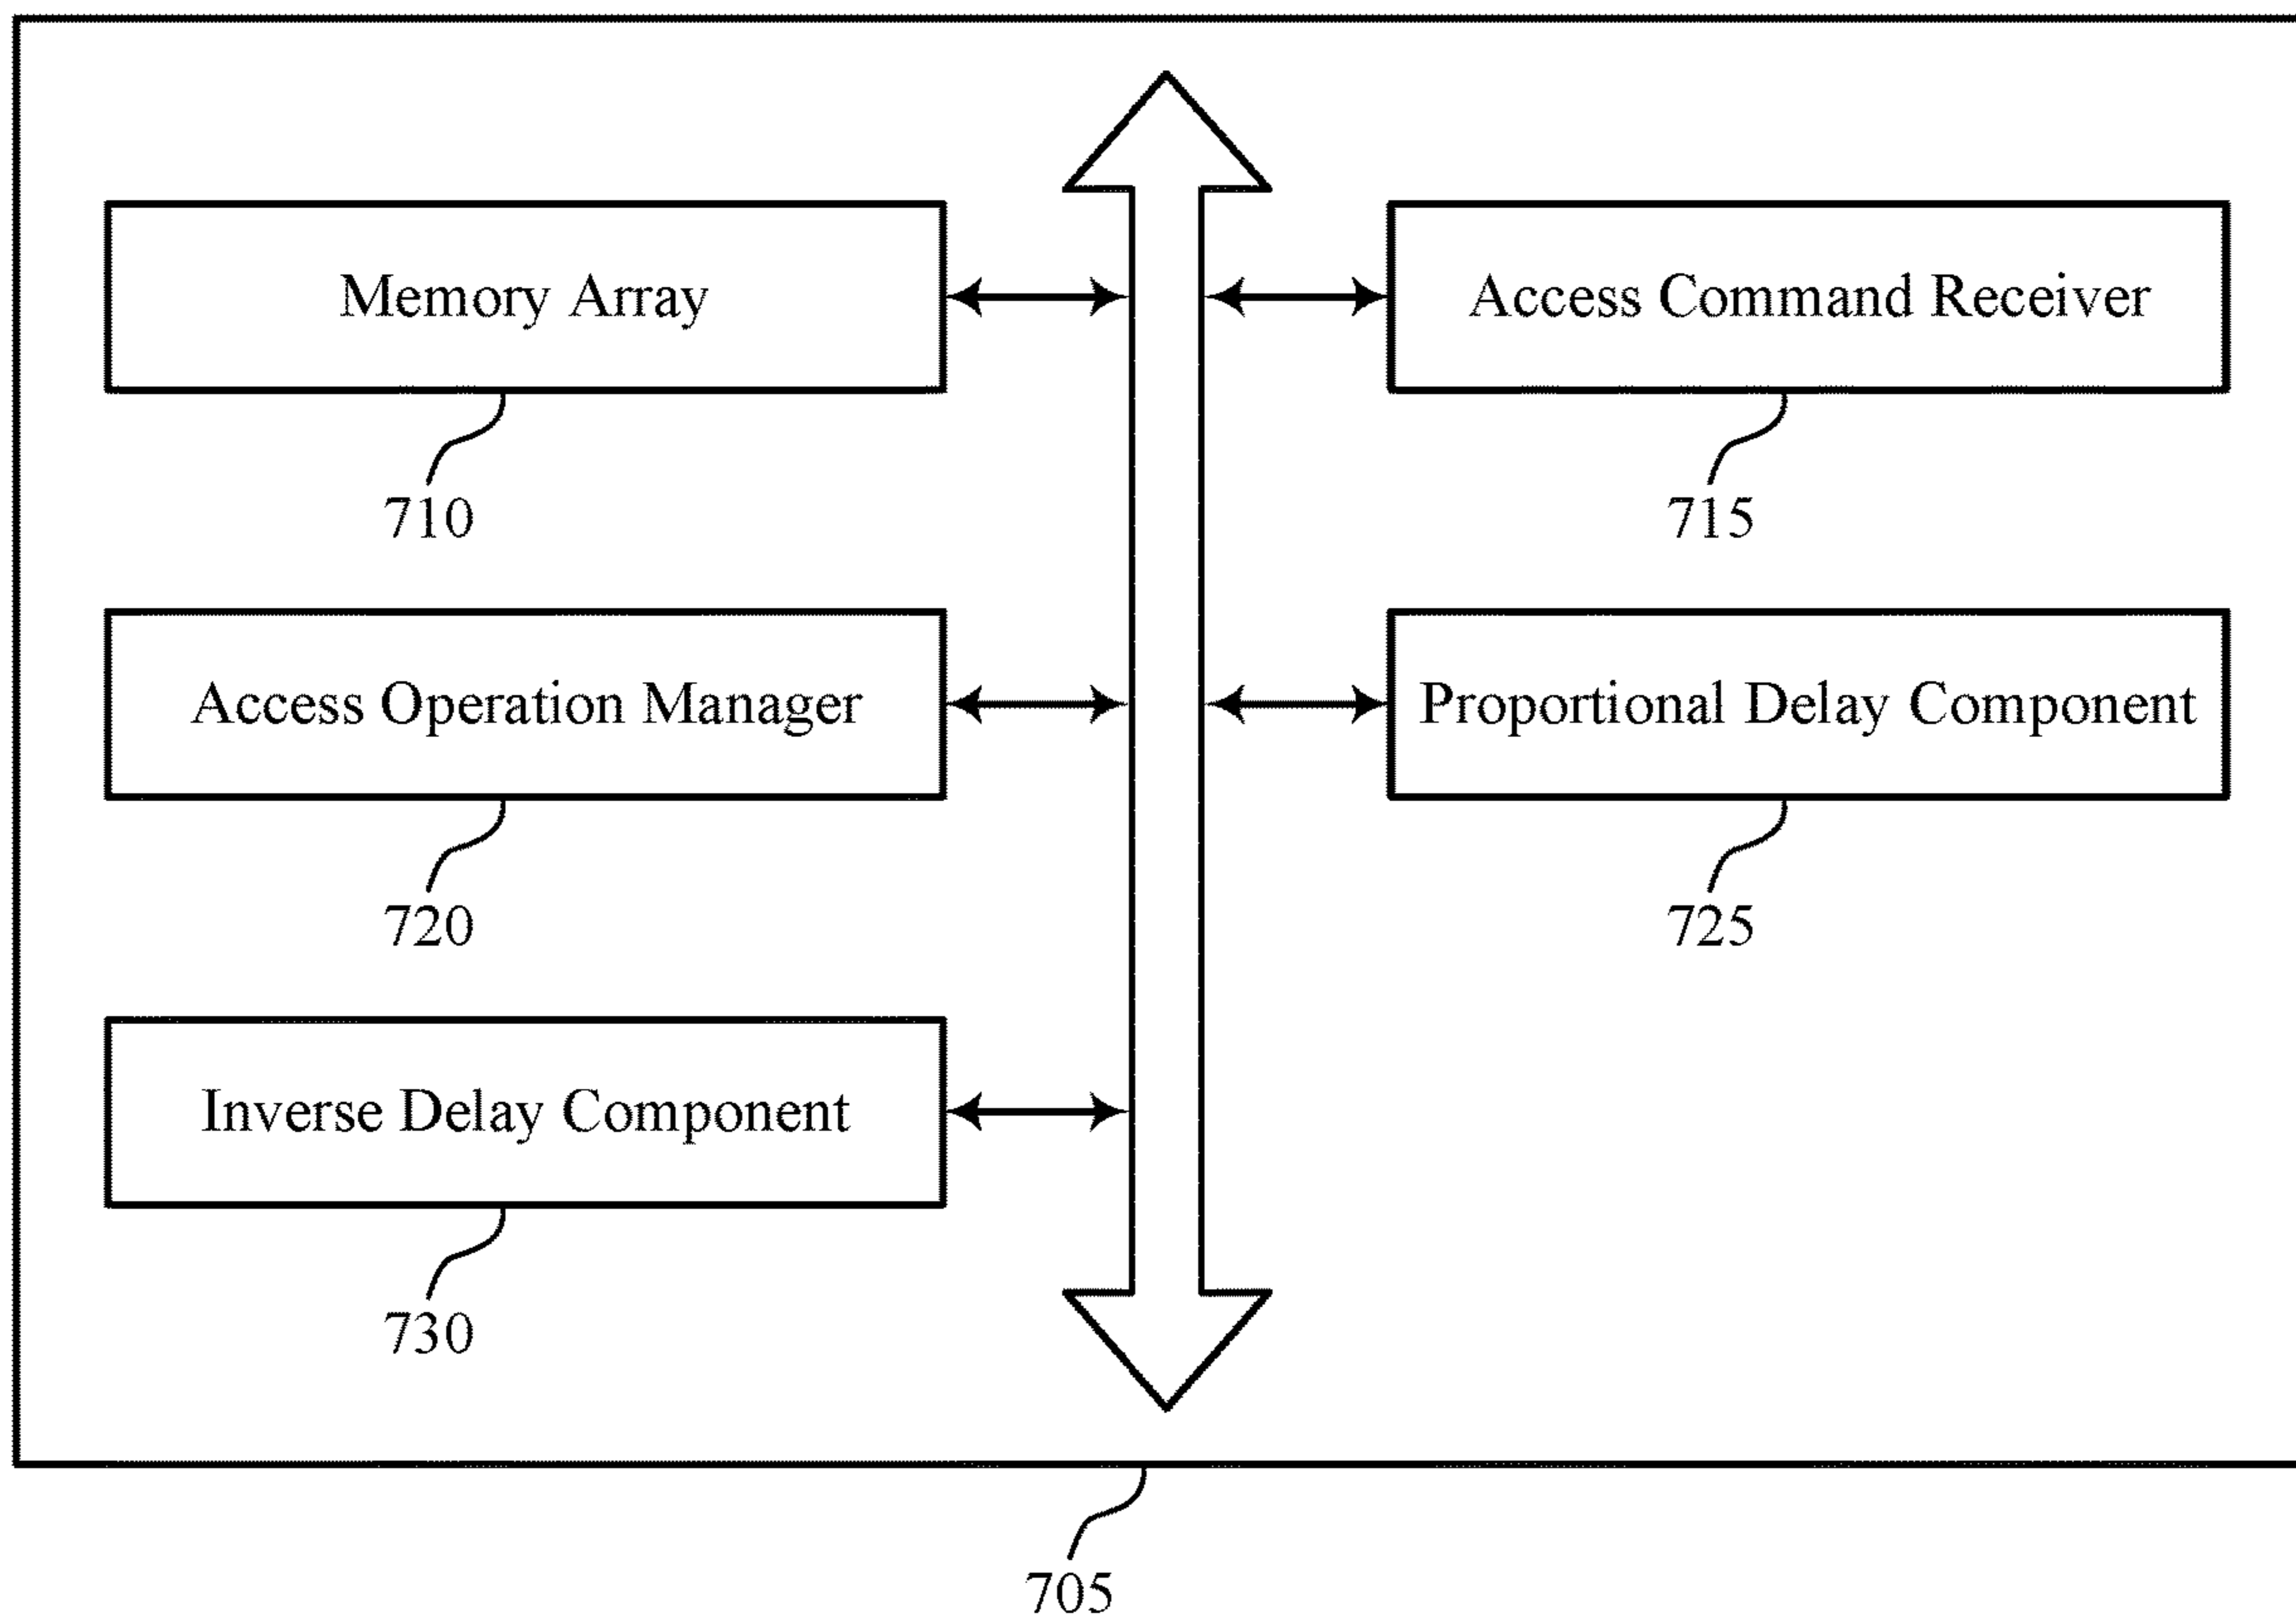 Memory Array
Access Command Receiver
710
715
Access Operation Manager
Proportional Delay Component
720
725
Inverse Delay Component
730
705